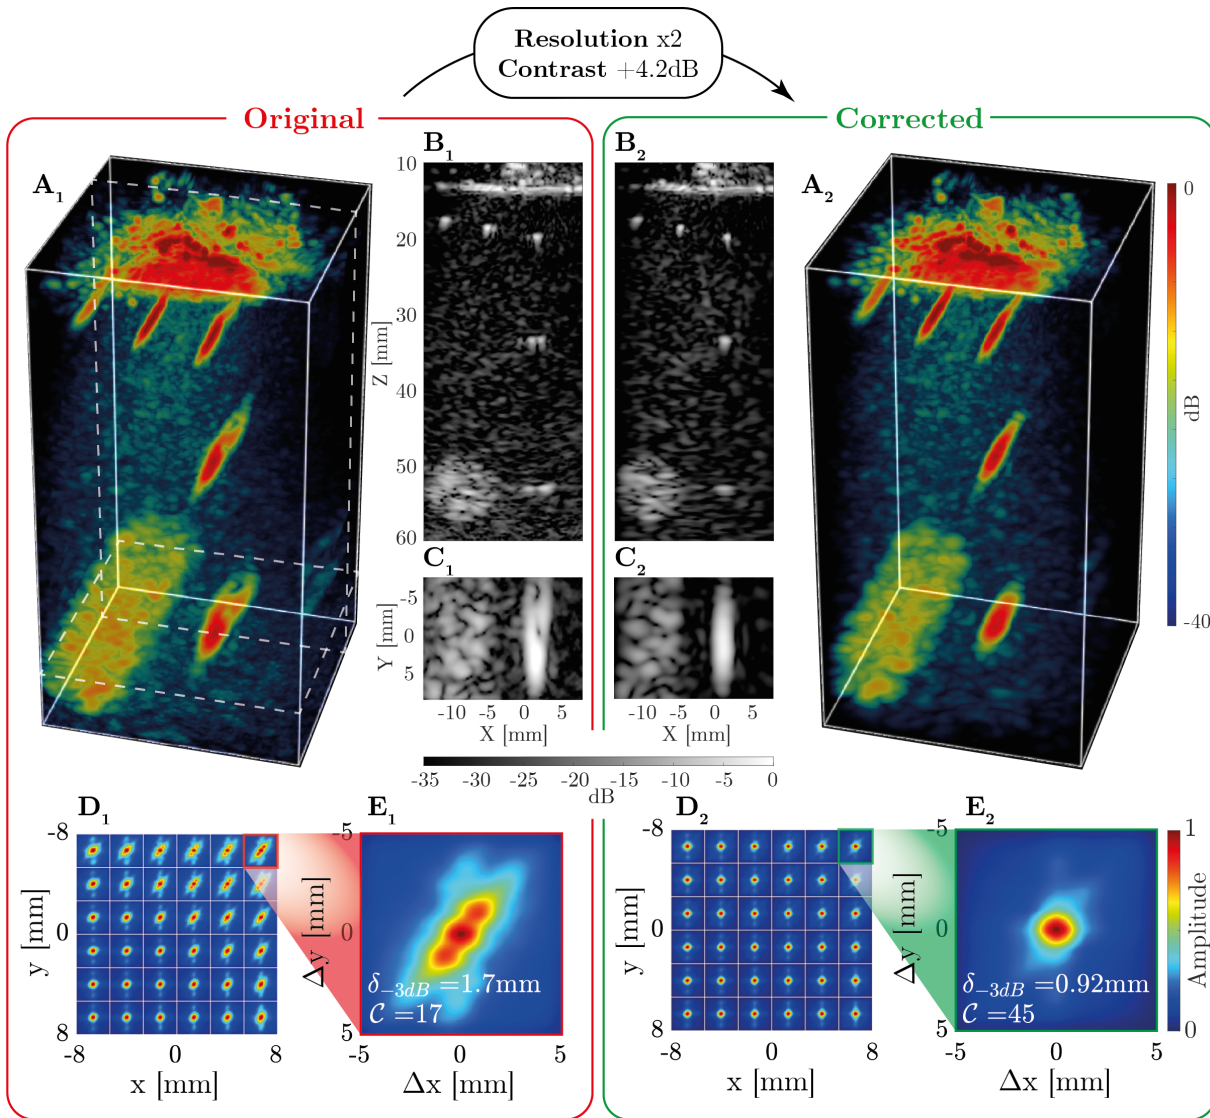 Resolution x2
Contrast +4.2dB
Original
Corrected
A1
B1
10
20
30
40
50
60
Z [mm]
B2
A2
0
dB
-40
C1
-5
0
5
Y [mm]
-10 -5 0 5
X [mm]
C2
-10 -5 0 5
X [mm]
-35 -30 -25 -20 -15 -10 -5 0
dB
D1
-8
0
8
y [mm]
-8 0 8
x [mm]
E1
-5
0
5
Δy [mm]
δ−3dB =1.7mm
C =17
-5 0 5
Δx [mm]
D2
-8
0
8
y [mm]
-8 0 8
x [mm]
E2
-5
0
5
Δy [mm]
δ−3dB =0.92mm
C =45
-5 0 5
Δx [mm]
1
Amplitude
0